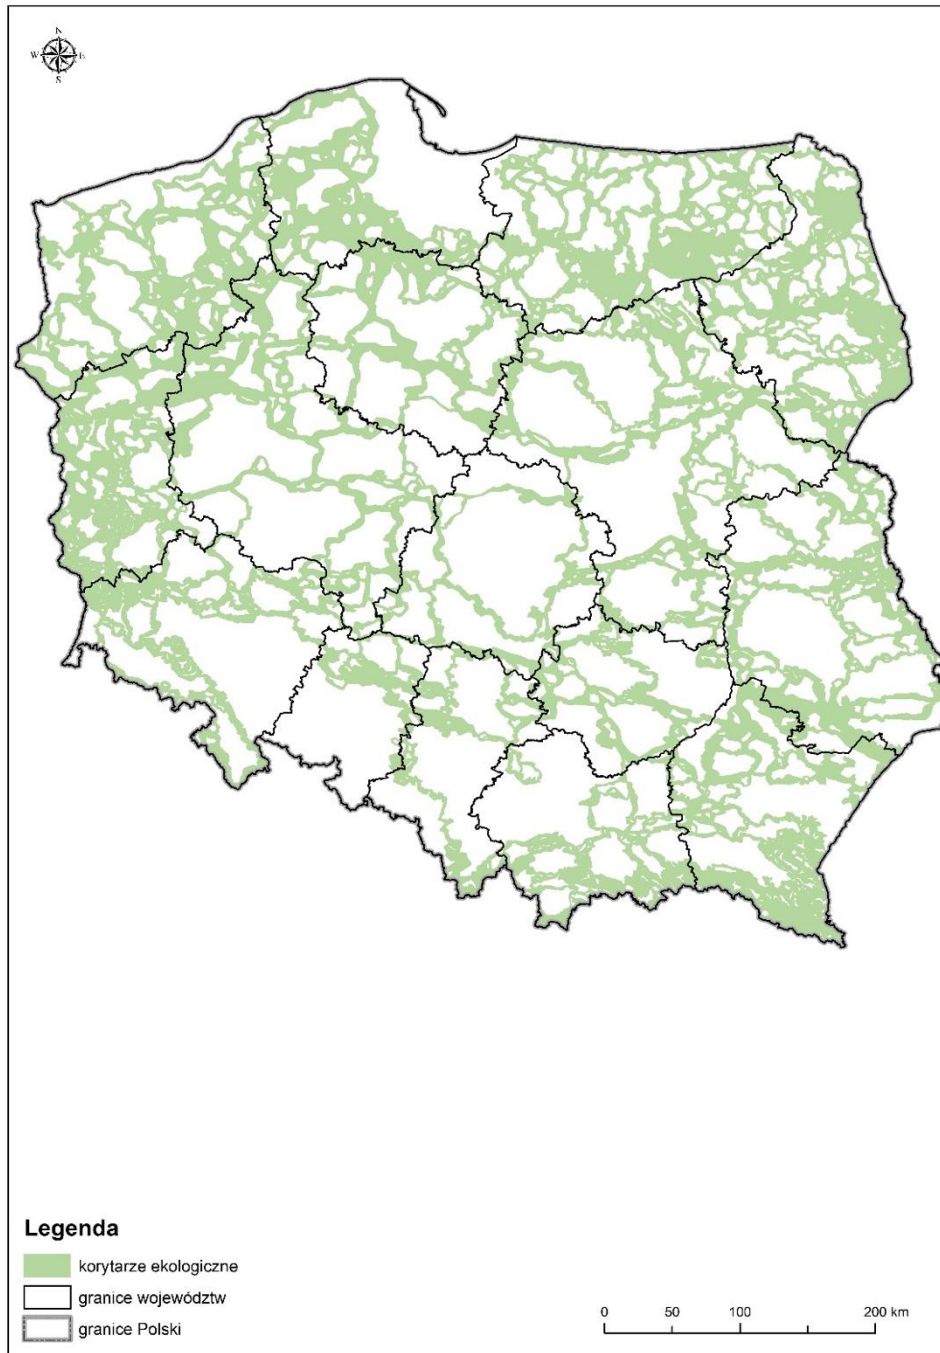 N
W E
S
Legenda
korytarze ekologiczne
granice województw
granice Polski
0 50 100 200 km